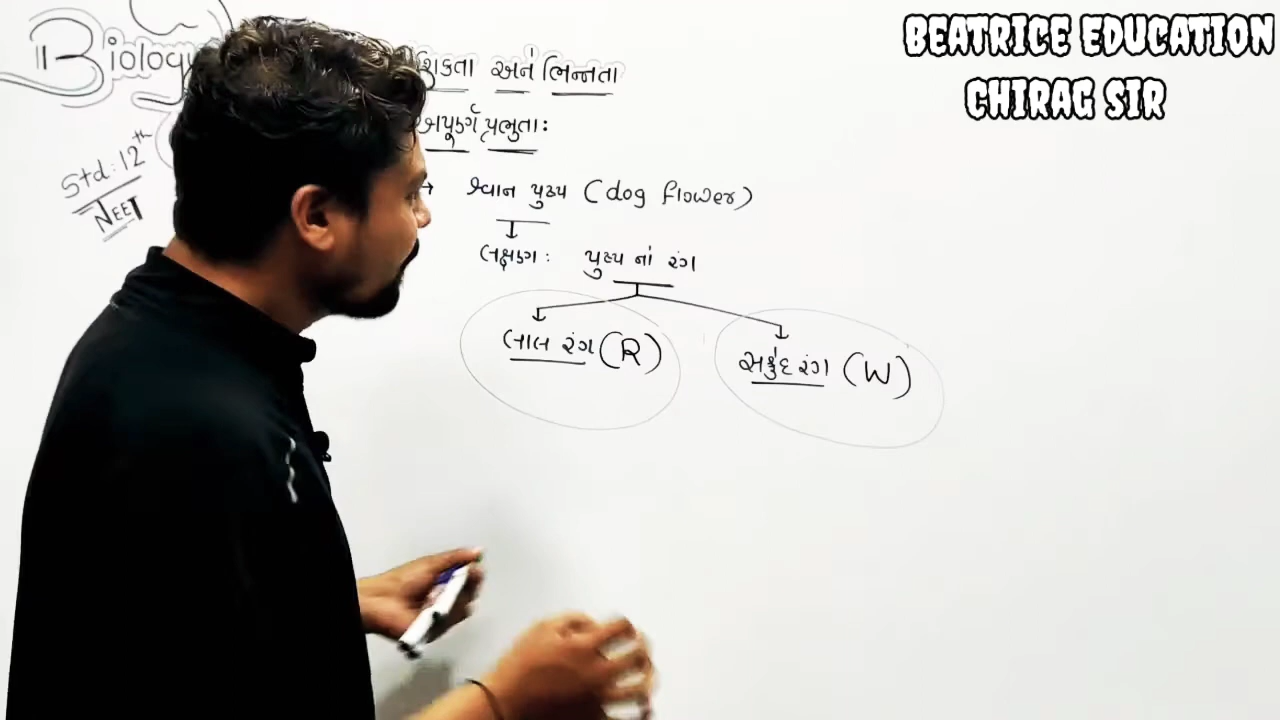 BEATRICE EDUCATION
CHIRAG SIR
Biology
Std: 12th
NEET
શિકતા અને ભિન્નતા
અપૂર્ણ પ્રભુતા:
→ શ્વાન પુષ્પ (dog flower)
લક્ષણ: પુષ્પ નાં રંગ
લાલ રંગ (R)
સફેદ રંગ (W)